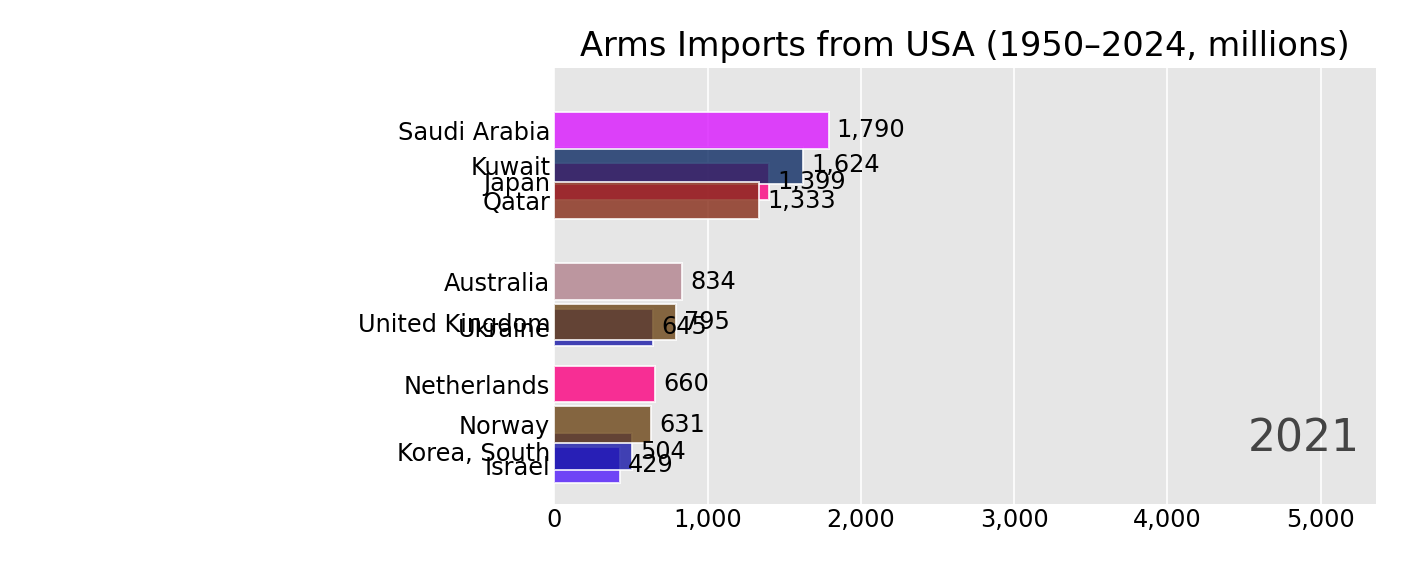 Arms Imports from USA (1950–2024, millions)
Saudi Arabia 1,790
Kuwait 1,624
Japan 1,399
Qatar 1,333
Australia 834
United Kingdom 795
Ukraine 645
Netherlands 660
Norway 631
Korea, South 504
Israel 429
2021
0 1,000 2,000 3,000 4,000 5,000